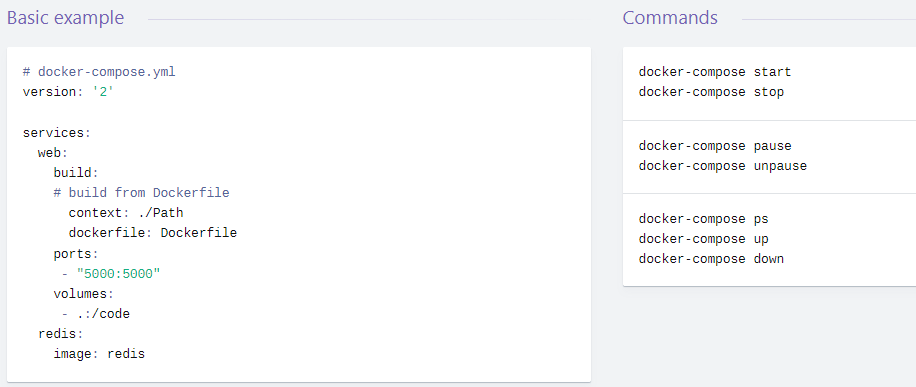 Basic example
# docker-compose.yml
version: '2'
services:
web:
build:
# build from Dockerfile
context: ./Path
dockerfile: Dockerfile
ports:
- "5000:5000"
volumes:
- .:/code
redis:
image: redis
Commands
docker-compose start
docker-compose stop
docker-compose pause
docker-compose unpause
docker-compose ps
docker-compose up
docker-compose down